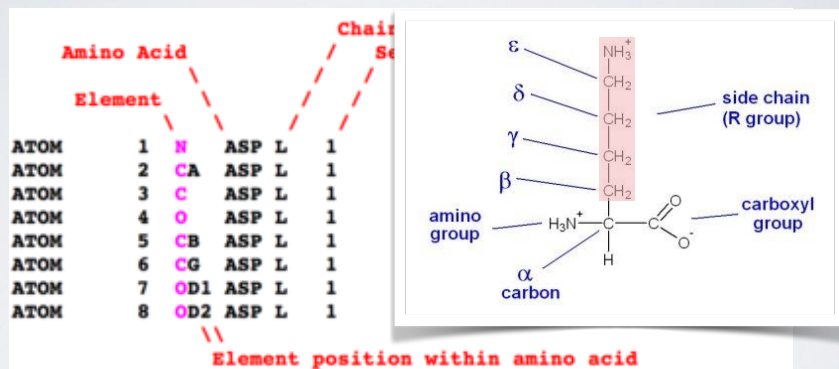 Chain
Amino Acid
Element
ATOM 1 N ASP L 1
ATOM 2 CA ASP L 1
ATOM 3 C ASP L 1
ATOM 4 O ASP L 1
ATOM 5 CB ASP L 1
ATOM 6 CG ASP L 1
ATOM 7 OD1 ASP L 1
ATOM 8 OD2 ASP L 1
Element position within amino acid
ε
δ
γ
β
NH₃⁺
CH₂
CH₂
CH₂
CH₂
side chain
(R group)
amino
group
H₃N⁺
C
C
O
O⁻
H
carboxyl
group
α
carbon